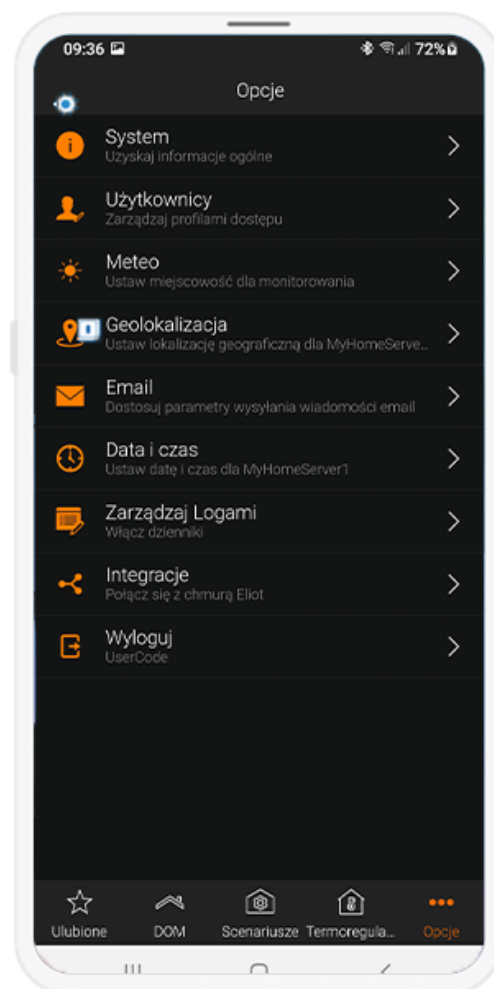 09:36 72%
Opcje
System
Uzyskaj informacje ogólne
Użytkownicy
Zarządzaj profilami dostępu
Meteo
Ustaw miejscowość dla monitorowania
Geolokalizacja
Ustaw lokalizację geograficzną dla MyHomeServe...
Email
Dostosuj parametry wysyłania wiadomości email
Data i czas
Ustaw datę i czas dla MyHomeServer1
Zarządzaj Logami
Włącz dzienniki
Integracje
Połącz się z chmurą Eliot
Wyloguj
UserCode
Ulubione DOM Scenariusze Termoregula... Opcje